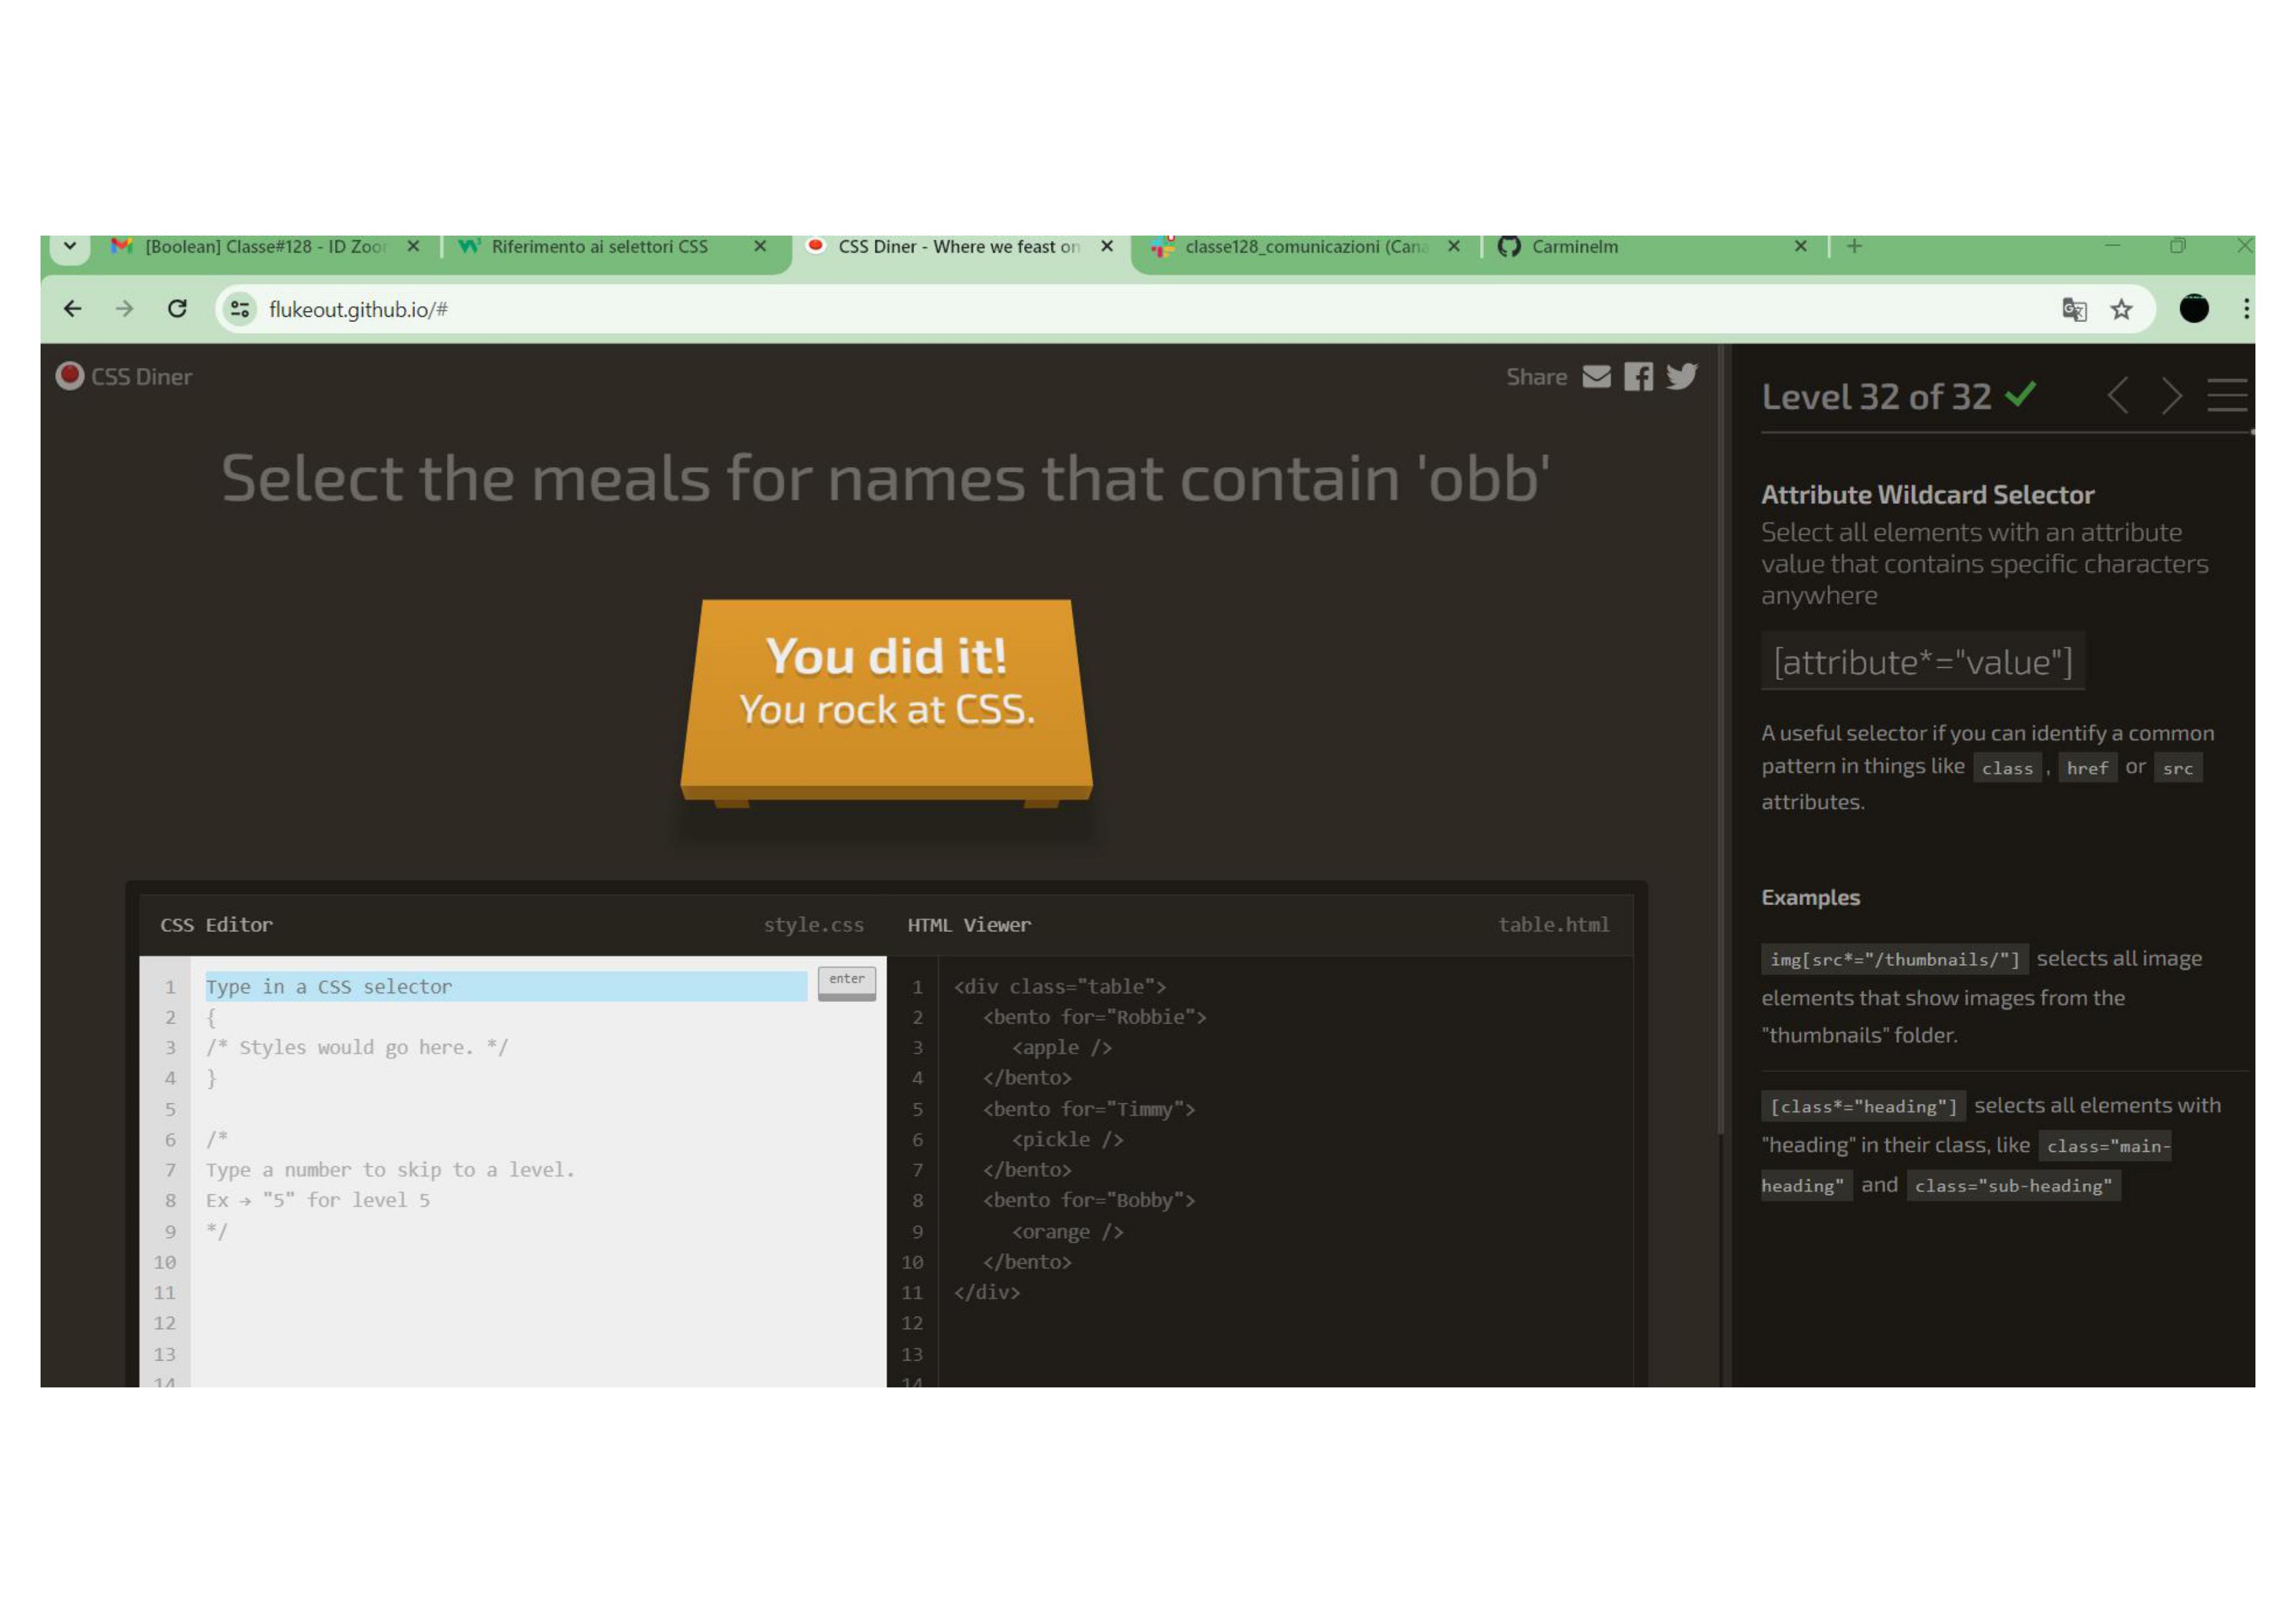 [Boolean] Classe#128 - ID Zoor
Riferimento ai selettori CSS
CSS Diner - Where we feast on
classe128_comunicazioni (Cana
Carminelm
flukeout.github.io/#
CSS Diner
Share
Select the meals for names that contain 'obb'
You did it!
You rock at CSS.
CSS Editor
style.css
1 Type in a CSS selector
enter
2 {
3 /* Styles would go here. */
4 }
5
6 /*
7 Type a number to skip to a level.
8 Ex → "5" for level 5
9 */
10
11
12
13
14
HTML Viewer
table.html
1 <div class="table">
2 <bento for="Robbie">
3 <apple />
4 </bento>
5 <bento for="Timmy">
6 <pickle />
7 </bento>
8 <bento for="Bobby">
9 <orange />
10 </bento>
11 </div>
12
13
14
Level 32 of 32
Attribute Wildcard Selector
Select all elements with an attribute
value that contains specific characters
anywhere
[attribute*="value"]
A useful selector if you can identify a common
pattern in things like class , href or src
attributes.
Examples
img[src*="/thumbnails/"] selects all image
elements that show images from the
"thumbnails" folder.
[class*="heading"] selects all elements with
"heading" in their class, like class="main-
heading" and class="sub-heading"